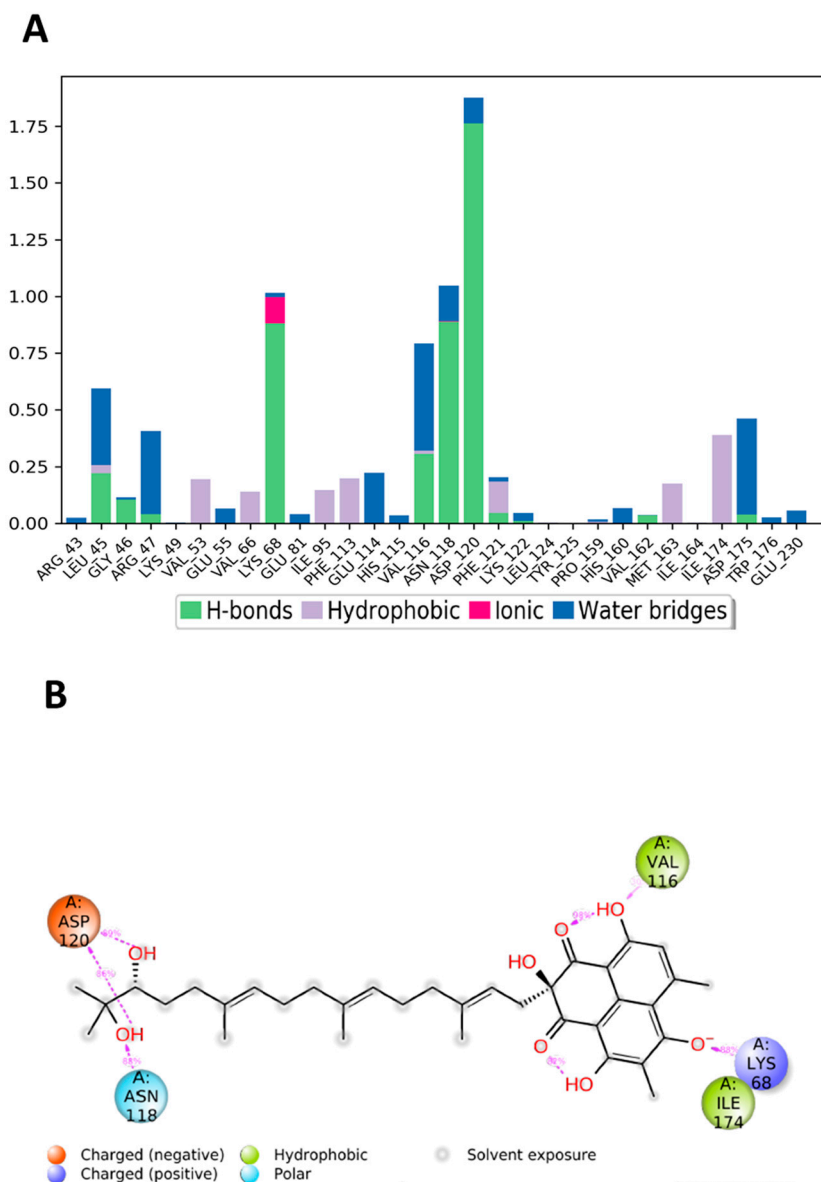 A
1.75
1.50
1.25
1.00
0.75
0.50
0.25
0.00
ARG_43
LEU_45
GLY_46
ARG_47
LYS_49
VAL_53
GLU_55
VAL_66
LYS_68
GLU_81
ILE_95
PHE_113
GLU_114
HIS_115
VAL_116
ASN_118
ASP_120
PHE_121
LYS_122
LEU_124
TYR_125
PRO_159
HIS_160
VAL_162
MET_163
ILE_164
ILE_174
ASP_175
TRP_176
GLU_230
H-bonds Hydrophobic Ionic Water bridges
B
A:
VAL
116
A:
ASP
120
OH
HO
O
HO
OH
O
O⁻
HO
A:
ASN
118
A:
LYS
68
A:
ILE
174
Charged (negative) Hydrophobic Solvent exposure
Charged (positive) Polar